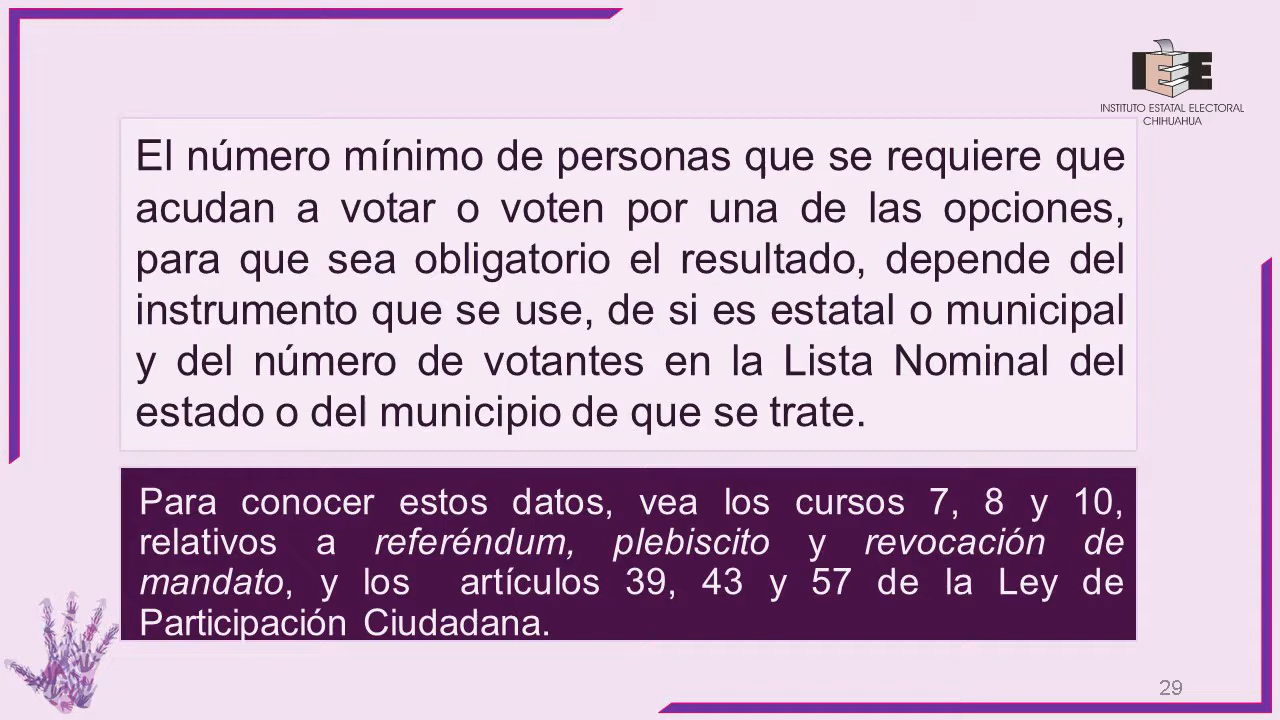 IEE
INSTITUTO ESTATAL ELECTORAL
CHIHUAHUA
El número mínimo de personas que se requiere que
acudan a votar o voten por una de las opciones,
para que sea obligatorio el resultado, depende del
instrumento que se use, de si es estatal o municipal
y del número de votantes en la Lista Nominal del
estado o del municipio de que se trate.
Para conocer estos datos, vea los cursos 7, 8 y 10,
relativos a referéndum, plebiscito y revocación de
mandato, y los artículos 39, 43 y 57 de la Ley de
Participación Ciudadana.
29